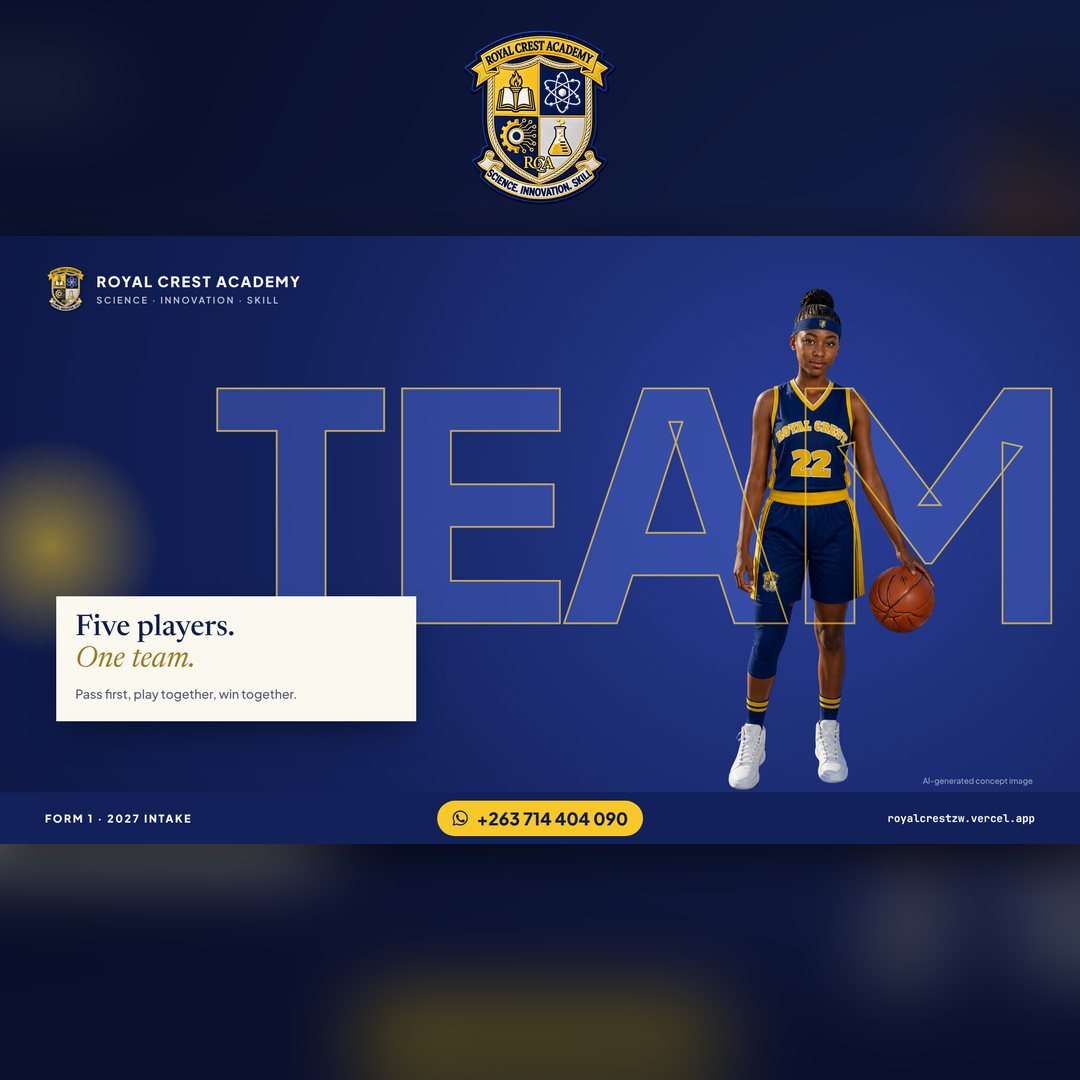 ROYAL CREST ACADEMY
RCA
SCIENCE. INNOVATION. SKILL
ROYAL CREST ACADEMY
SCIENCE · INNOVATION · SKILL
TEAM
ROYAL CREST
22
Five players.
One team.
Pass first, play together, win together.
AI-generated concept image
FORM 1 · 2027 INTAKE
+263 714 404 090
royalcrestzw.vercel.app